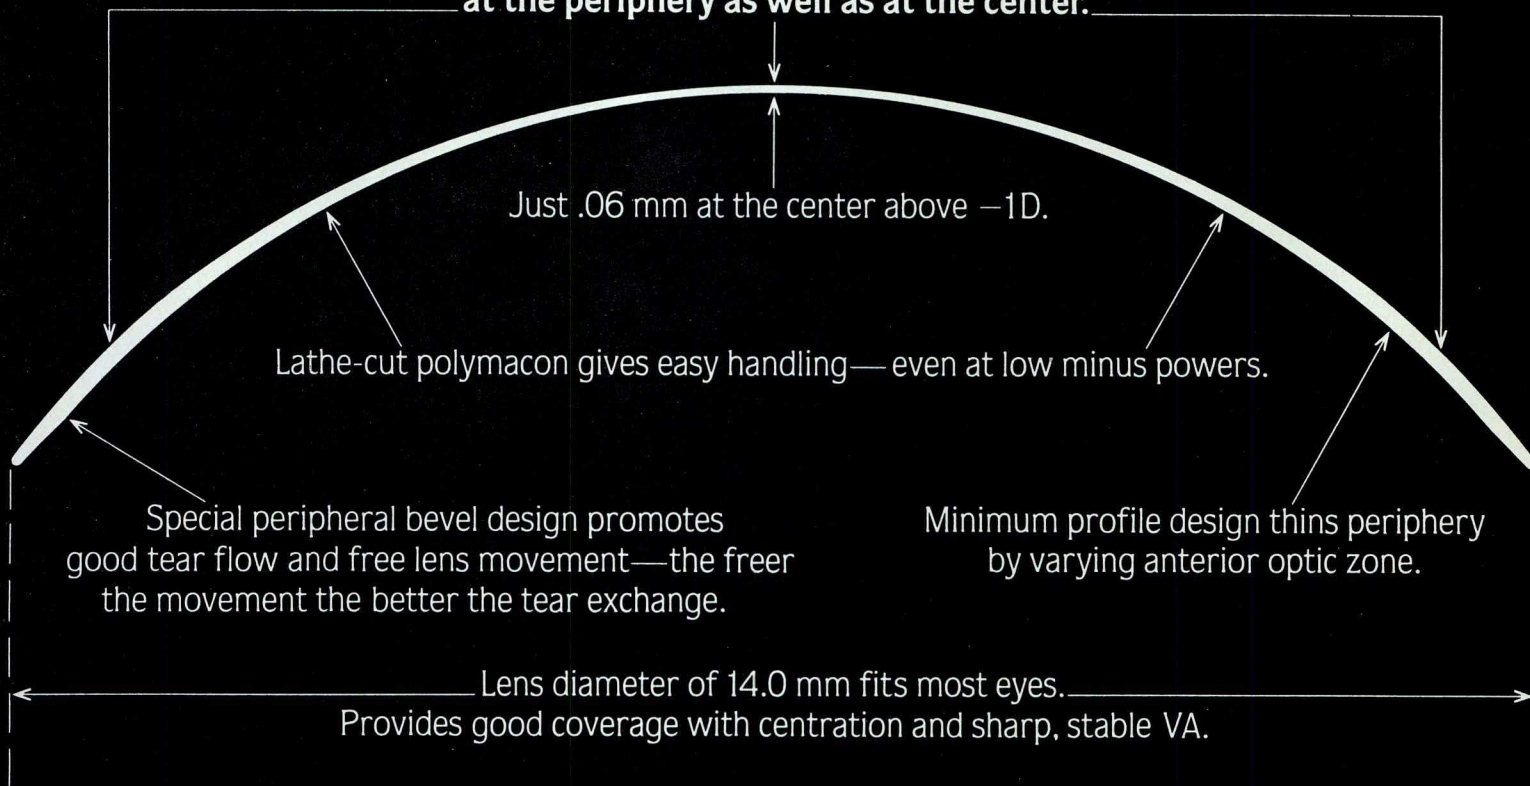 at the periphery as well as at the center.
Just .06 mm at the center above −1D.
Lathe-cut polymacon gives easy handling—even at low minus powers.
Special peripheral bevel design promotes
good tear flow and free lens movement—the freer
the movement the better the tear exchange.
Minimum profile design thins periphery
by varying anterior optic zone.
Lens diameter of 14.0 mm fits most eyes.
Provides good coverage with centration and sharp, stable VA.